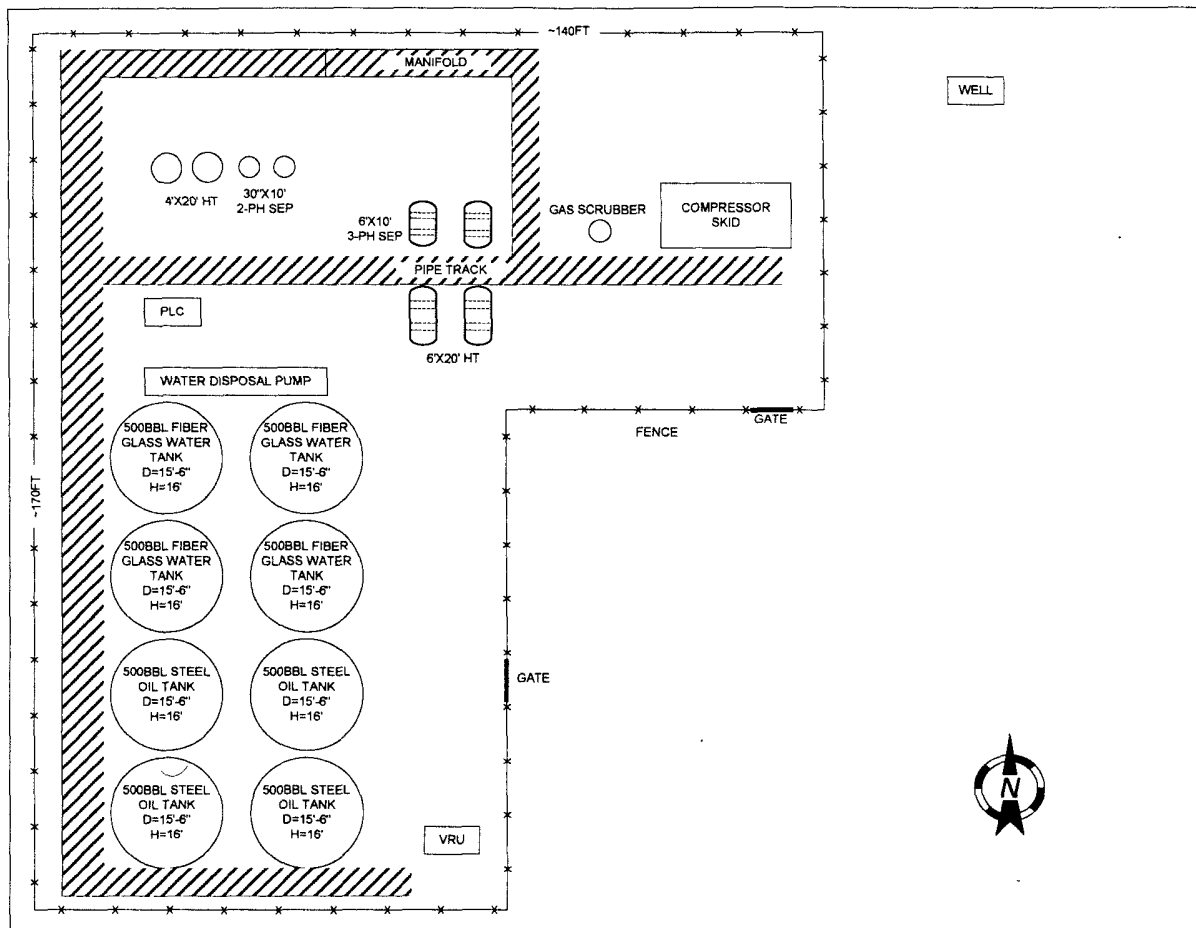 ~140FT
MANIFOLD
WELL
4'X20' HT
30"X10'
2-PH SEP
6'X10'
3-PH SEP
GAS SCRUBBER
COMPRESSOR
SKID
PIPE TRACK
PLC
6'X20' HT
WATER DISPOSAL PUMP
GATE
FENCE
500BBL FIBER
GLASS WATER
TANK
D=15'-6"
H=16'
500BBL FIBER
GLASS WATER
TANK
D=15'-6"
H=16'
~170FT
500BBL FIBER
GLASS WATER
TANK
D=15'-6"
H=16'
500BBL FIBER
GLASS WATER
TANK
D=15'-6"
H=16'
500BBL STEEL
OIL TANK
D=15'-6"
H=16'
500BBL STEEL
OIL TANK
D=15'-6"
H=16'
GATE
500BBL STEEL
OIL TANK
D=15'-6"
H=16'
500BBL STEEL
OIL TANK
D=15'-6"
H=16'
VRU
N